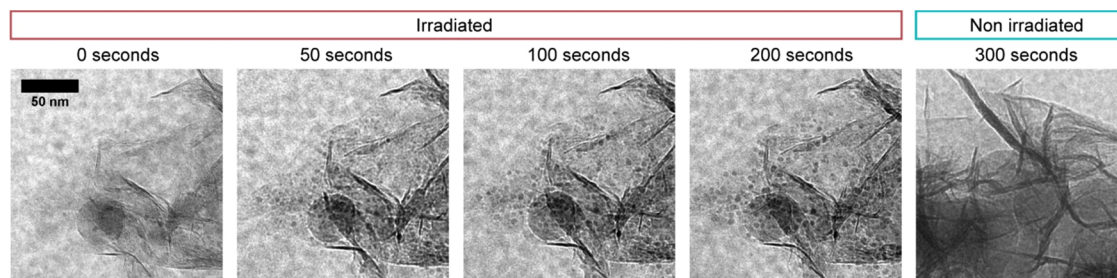 Irradiated
Non irradiated
0 seconds
50 seconds
100 seconds
200 seconds
300 seconds
50 nm